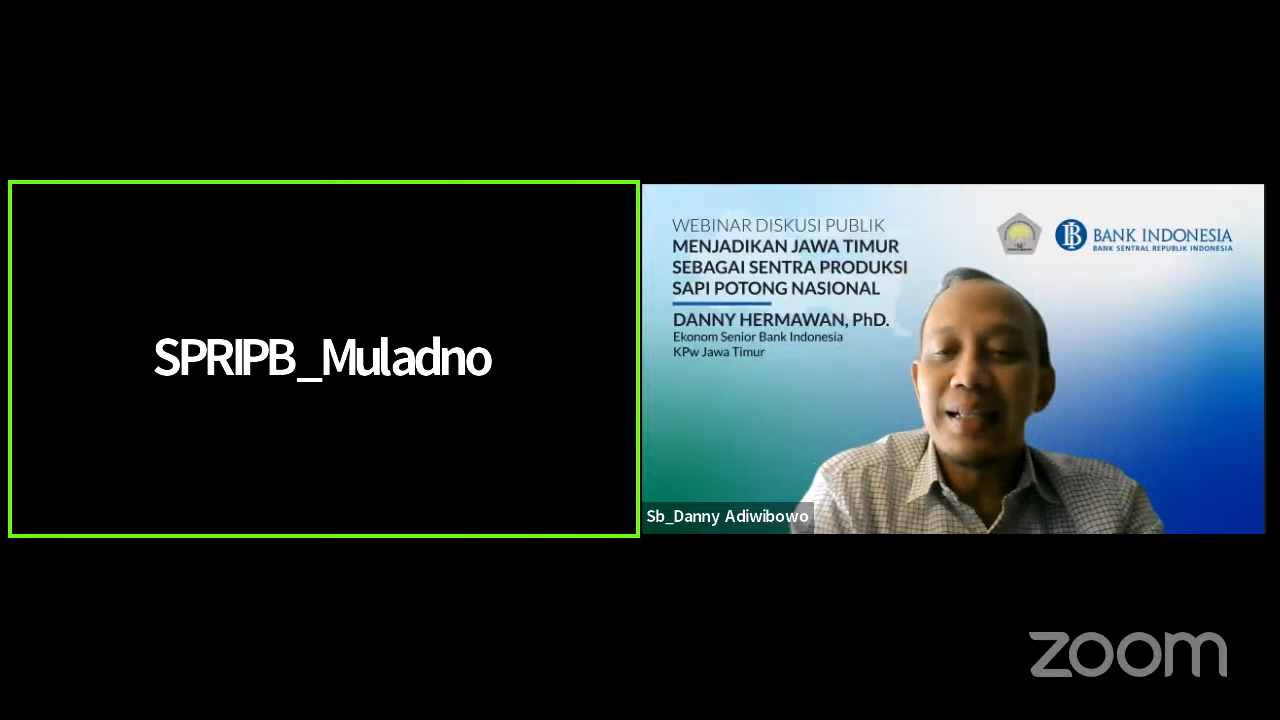 SPRIPB_Muladno
WEBINAR DISKUSI PUBLIK
MENJADIKAN JAWA TIMUR
SEBAGAI SENTRA PRODUKSI
SAPI POTONG NASIONAL
DANNY HERMAWAN, PhD.
Ekonom Senior Bank Indonesia
KPw Jawa Timur
BANK INDONESIA
BANK SENTRAL REPUBLIK INDONESIA
Sb_Danny Adiwibowo
zoom